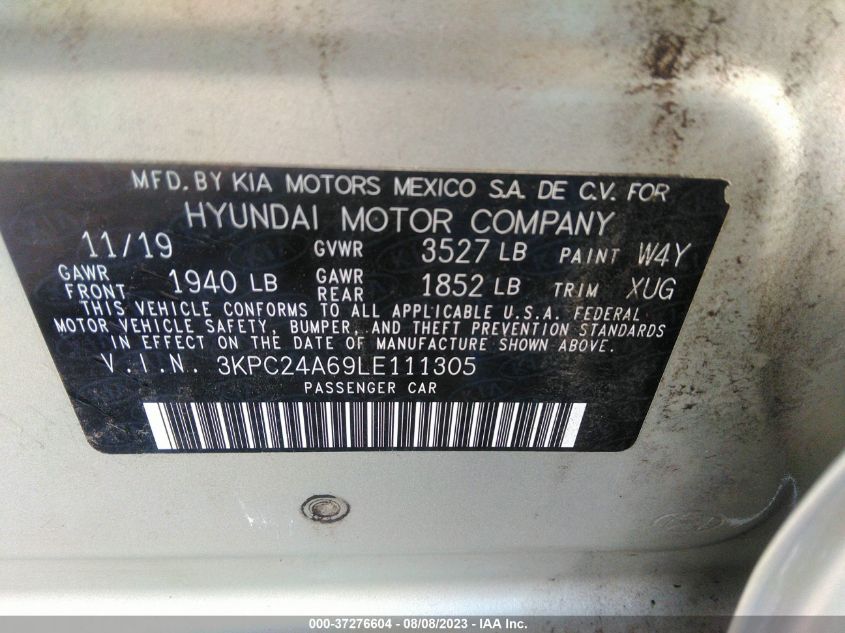 MFD. BY KIA MOTORS MEXICO S.A. DE C.V. FOR
HYUNDAI MOTOR COMPANY
11/19 GVWR 3527 LB PAINT W4Y
GAWR FRONT 1940 LB GAWR REAR 1852 LB TRIM XUG
THIS VEHICLE CONFORMS TO ALL APPLICABLE U.S.A. FEDERAL
MOTOR VEHICLE SAFETY, BUMPER, AND THEFT PREVENTION STANDARDS
IN EFFECT ON THE DATE OF MANUFACTURE SHOWN ABOVE.
V.I.N. 3KPC24A69LE111305
PASSENGER CAR
000-37276604 - 08/08/2023 - IAA Inc.